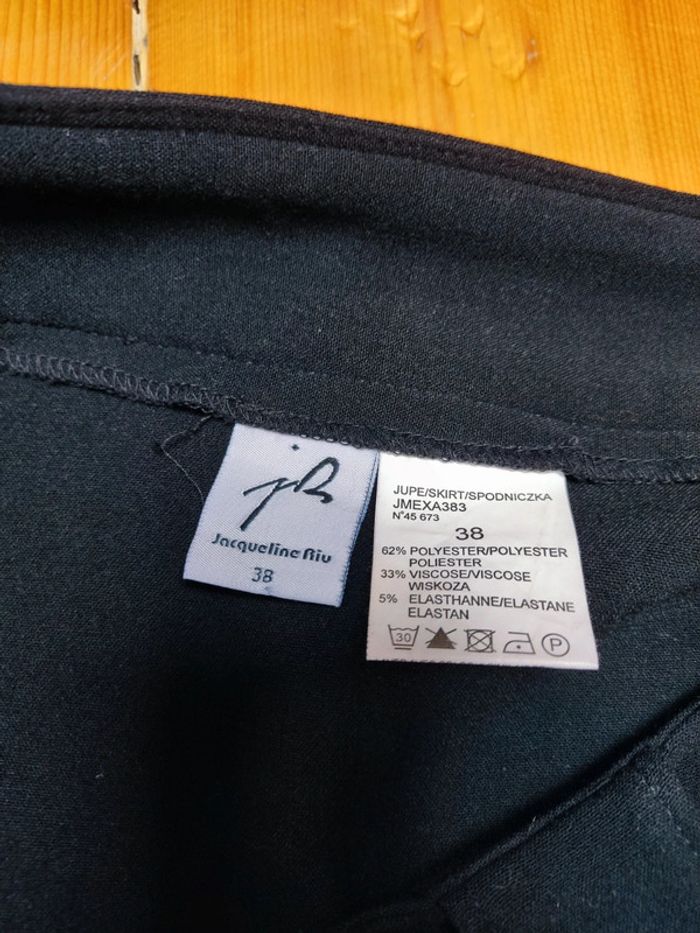 jR
Jacqueline Riu
38
JUPE/SKIRT/SPODNICZKA
JMEXA383
N°45 673
38
62% POLYESTER/POLYESTER
POLIESTER
33% VISCOSE/VISCOSE
WISKOZA
5% ELASTHANNE/ELASTANE
ELASTAN
30 P